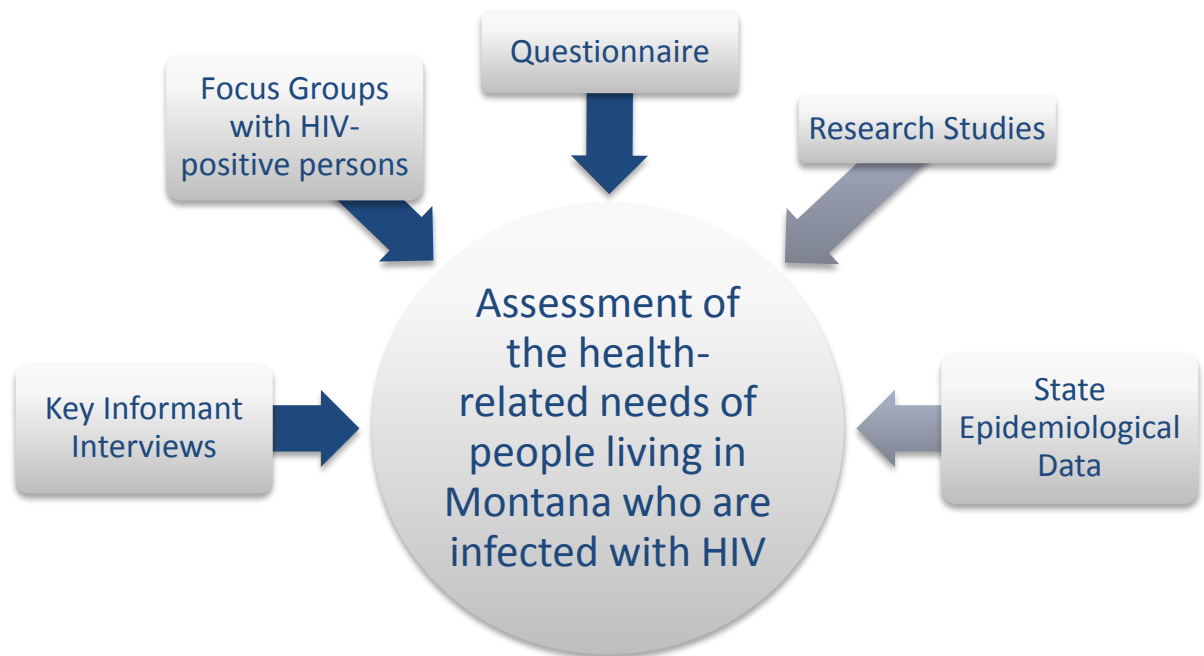 Questionnaire
Focus Groups
with HIV-
positive persons
Research Studies
Assessment of
the health-
related needs of
people living in
Montana who are
infected with HIV
Key Informant
Interviews
State
Epidemiological
Data